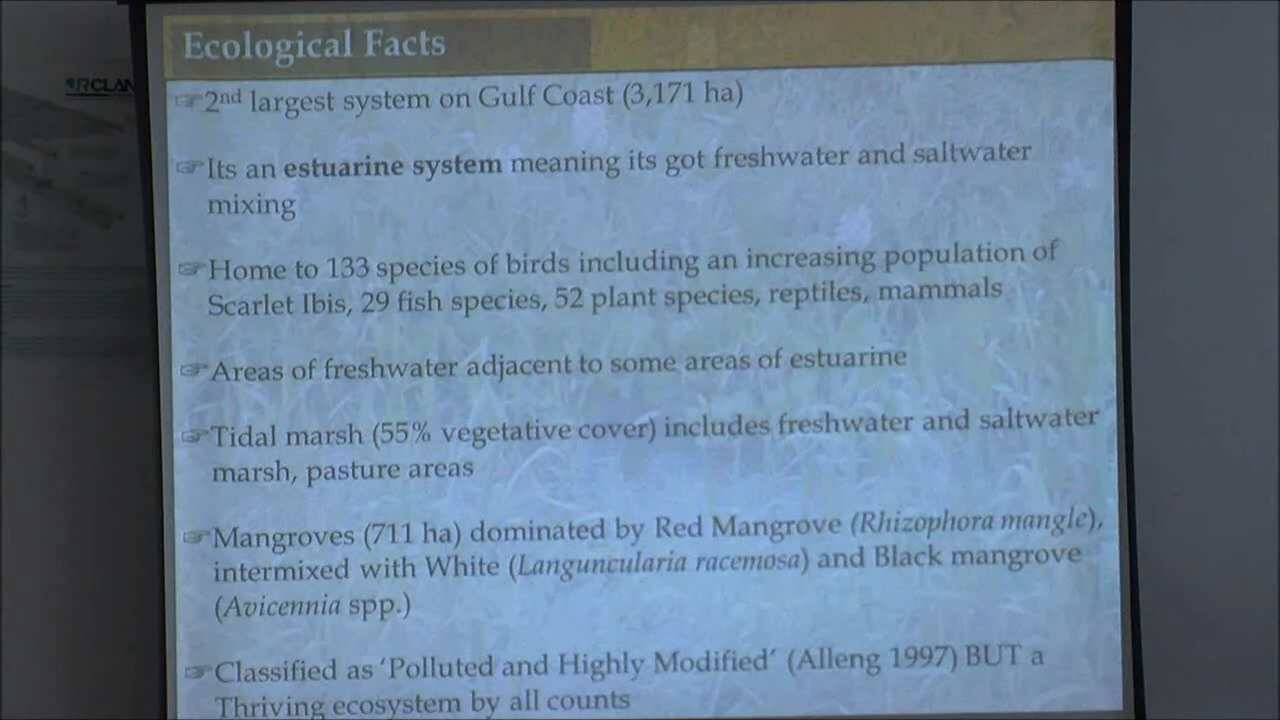 Ecological Facts
RCLAN
☞2nd largest system on Gulf Coast (3,171 ha)
☞Its an estuarine system meaning its got freshwater and saltwater
mixing
☞Home to 133 species of birds including an increasing population of
Scarlet Ibis, 29 fish species, 52 plant species, reptiles, mammals
☞Areas of freshwater adjacent to some areas of estuarine
☞Tidal marsh (55% vegetative cover) includes freshwater and saltwater
marsh, pasture areas
☞Mangroves (711 ha) dominated by Red Mangrove (Rhizophora mangle),
intermixed with White (Languncularia racemosa) and Black mangrove
(Avicennia spp.)
☞Classified as 'Polluted and Highly Modified' (Alleng 1997) BUT a
Thriving ecosystem by all counts